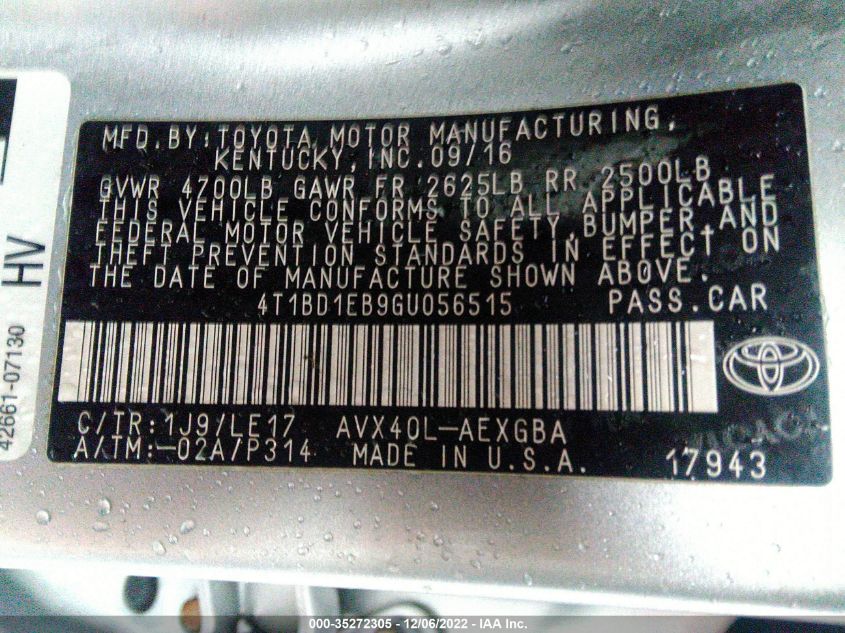 MFD.BY:TOYOTA MOTOR MANUFACTURING,
KENTUCKY,INC.09/16
GVWR 4700LB GAWR FR 2625LB RR 2500LB
THIS VEHICLE CONFORMS TO ALL APPLICABLE
FEDERAL MOTOR VEHICLE SAFETY,BUMPER,AND
THEFT PREVENTION STANDARDS IN EFFECT ON
THE DATE OF MANUFACTURE SHOWN ABOVE.
4T1BD1EB9GU056515 PASS.CAR
C/TR:1J9/LE17 AVX40L-AEXGBA
A/TM:-02A/P314 MADE IN U.S.A. 17943
HV
42661-07130
000-35272305 - 12/06/2022 - IAA Inc.